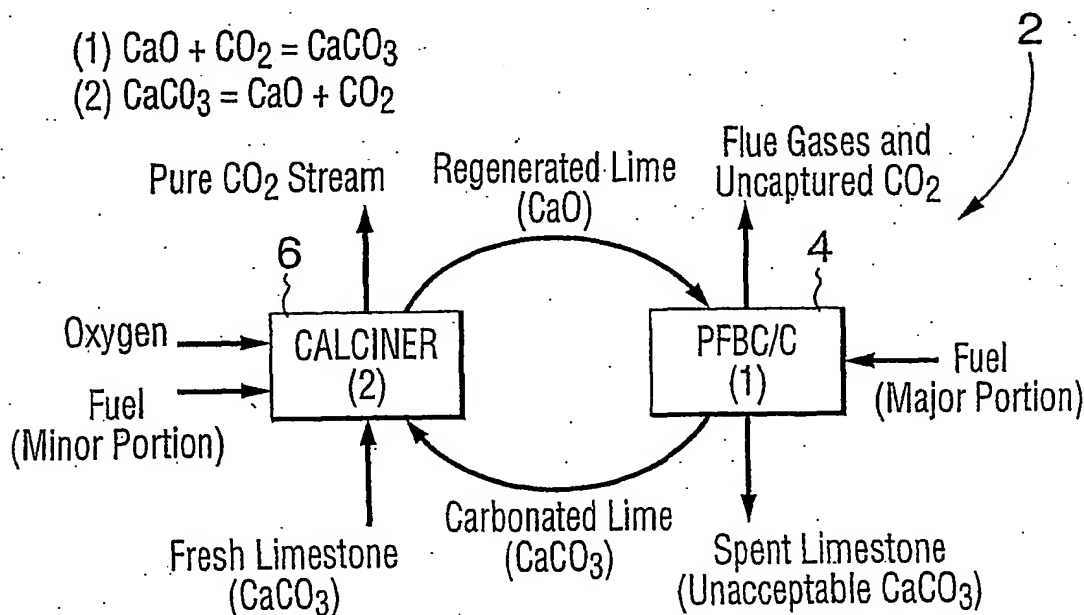 (1) CaO + CO2 = CaCO3
(2) CaCO3 = CaO + CO2
2
Pure CO2 Stream
Regenerated Lime
(CaO)
Flue Gases and
Uncaptured CO2
6
4
Oxygen
CALCINER
(2)
PFBC/C
(1)
Fuel
(Minor Portion)
Fuel
(Major Portion)
Fresh Limestone
(CaCO3)
Carbonated Lime
(CaCO3)
Spent Limestone
(Unacceptable CaCO3)